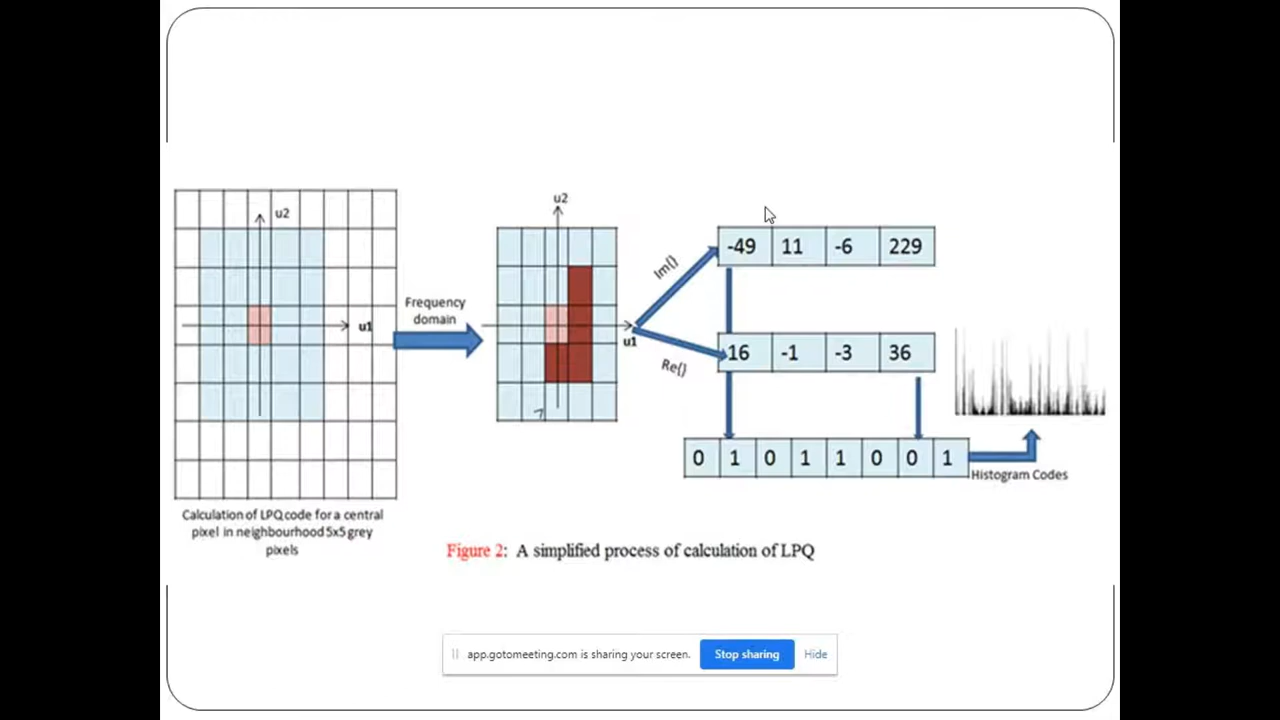 u2
u1
Calculation of LPQ code for a central
pixel in neighbourhood 5x5 grey
pixels
Frequency
domain
u2
u1
Im{}
Re{}
-49 11 -6 229
16 -1 -3 36
0 1 0 1 1 0 0 1
Histogram Codes
Figure 2: A simplified process of calculation of LPQ
app.gotomeeting.com is sharing your screen.
Stop sharing
Hide